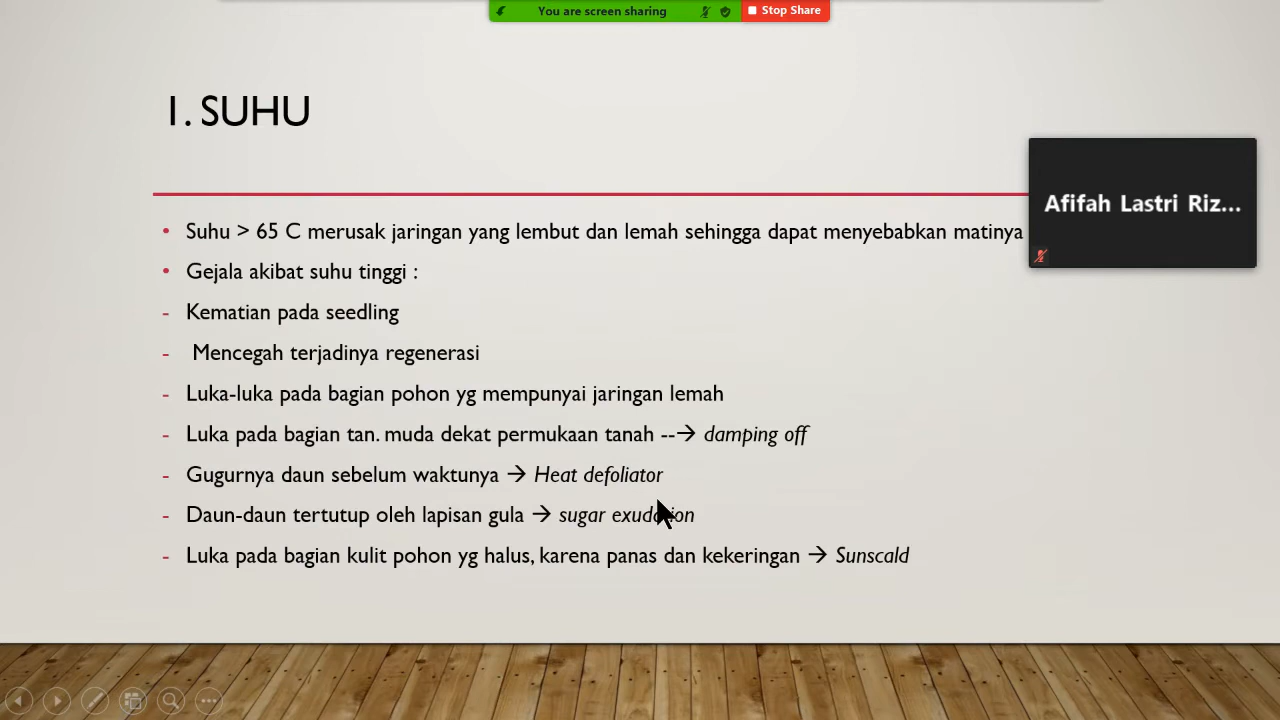 You are screen sharing
Stop Share
1. SUHU
Afifah Lastri Riz...
• Suhu > 65 C merusak jaringan yang lembut dan lemah sehingga dapat menyebabkan matinya
• Gejala akibat suhu tinggi :
- Kematian pada seedling
- Mencegah terjadinya regenerasi
- Luka-luka pada bagian pohon yg mempunyai jaringan lemah
- Luka pada bagian tan. muda dekat permukaan tanah --→ damping off
- Gugurnya daun sebelum waktunya → Heat defoliator
- Daun-daun tertutup oleh lapisan gula → sugar exudation
- Luka pada bagian kulit pohon yg halus, karena panas dan kekeringan → Sunscald